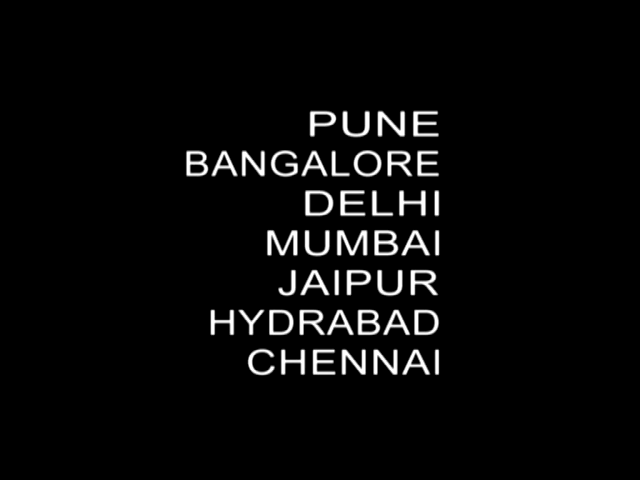 PUNE
BANGALORE
DELHI
MUMBAI
JAIPUR
HYDRABAD
CHENNAI